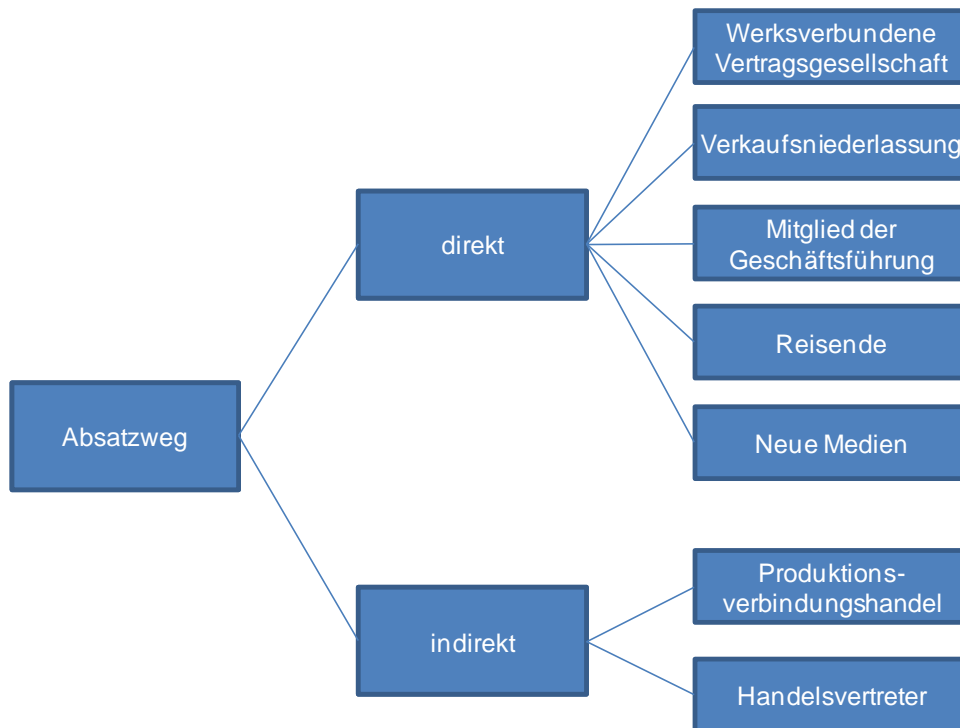 Werksverbundene
Vertragsgesellschaft
Verkaufsniederlassung
Mitglied der
Geschäftsführung
direkt
Reisende
Absatzweg
Neue Medien
Produktions-
verbindungshandel
indirekt
Handelsvertreter